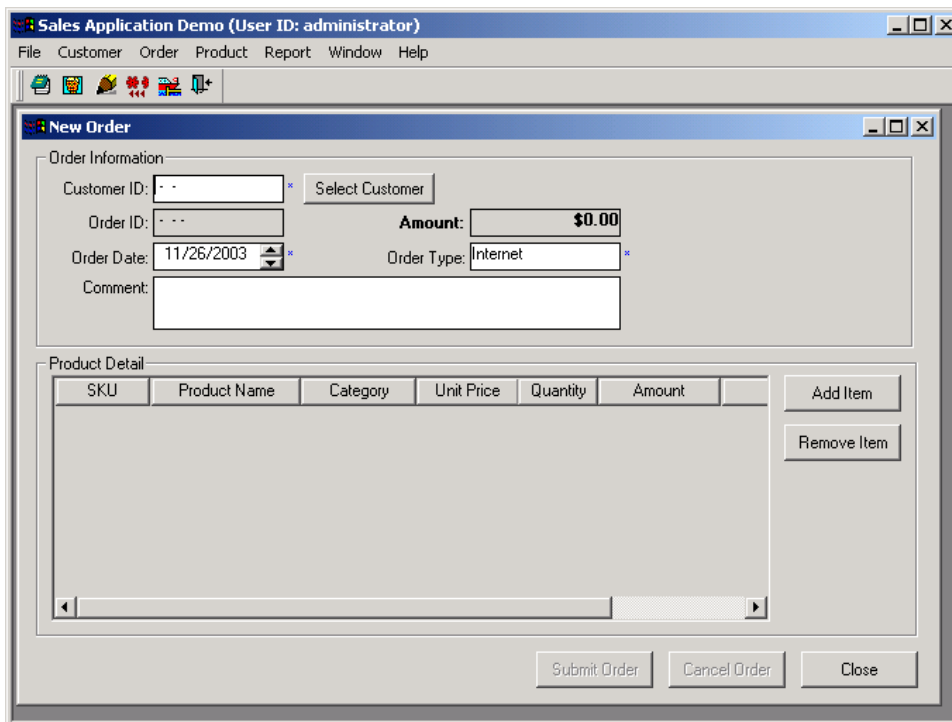 Sales Application Demo (User ID: administrator)
File Customer Order Product Report Window Help
New Order
Order Information
Customer ID: - - * Select Customer
Order ID: - - - Amount: $0.00
Order Date: 11/26/2003 * Order Type: Internet *
Comment:
Product Detail
SKU Product Name Category Unit Price Quantity Amount
Add Item
Remove Item
Submit Order Cancel Order Close